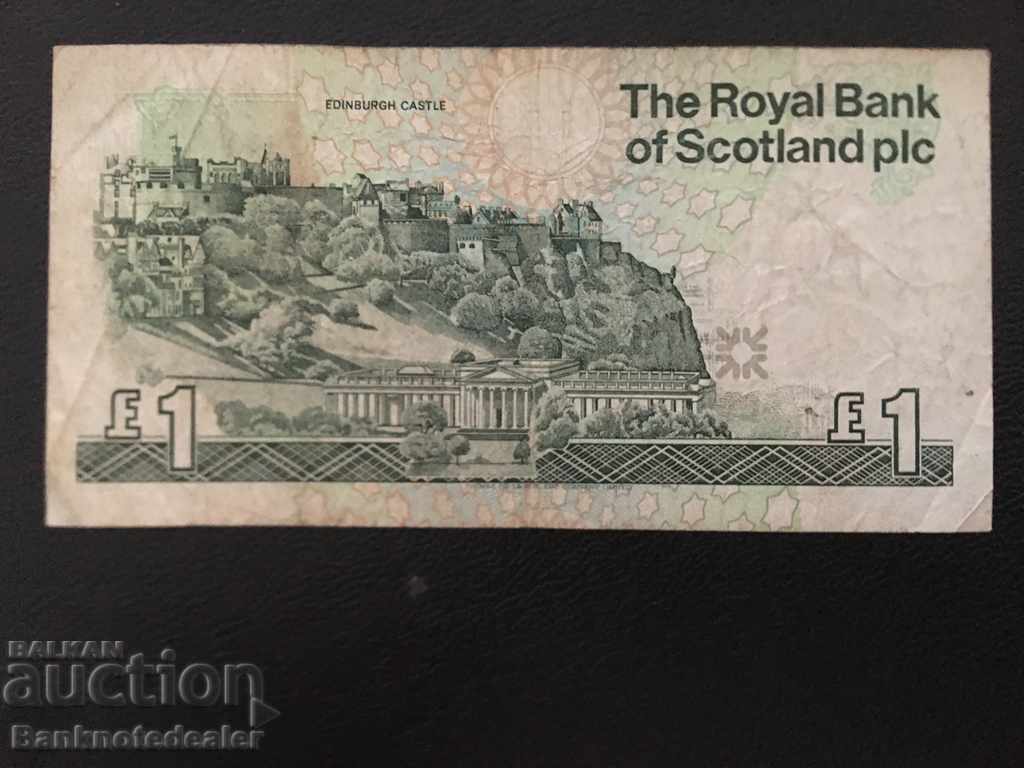 EDINBURGH CASTLE
The Royal Bank
of Scotland plc
£1
£1
BALKAN
auction
Banknotedealer